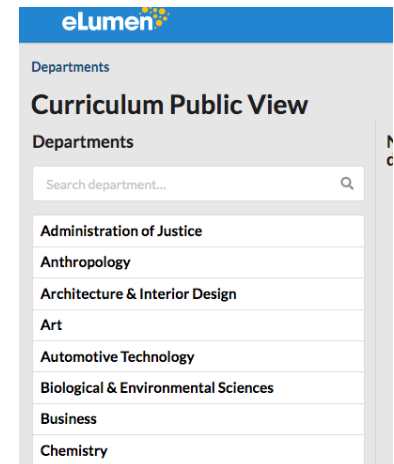 eLumen
Departments
Curriculum Public View
Departments
Search department...
Administration of Justice
Anthropology
Architecture & Interior Design
Art
Automotive Technology
Biological & Environmental Sciences
Business
Chemistry